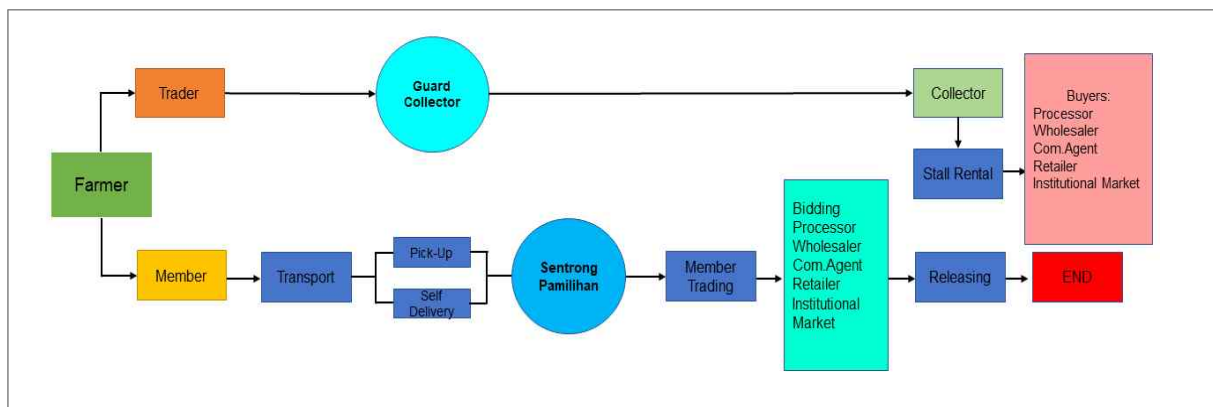 Farmer
Trader
Guard
Collector
Collector
Stall Rental
Buyers:
Processor
Wholesaler
Com.Agent
Retailer
Institutional Market
Member
Transport
Pick-Up
Self
Delivery
Sentrong
Pamilihan
Member
Trading
Bidding
Processor
Wholesaler
Com.Agent
Retailer
Institutional
Market
Releasing
END